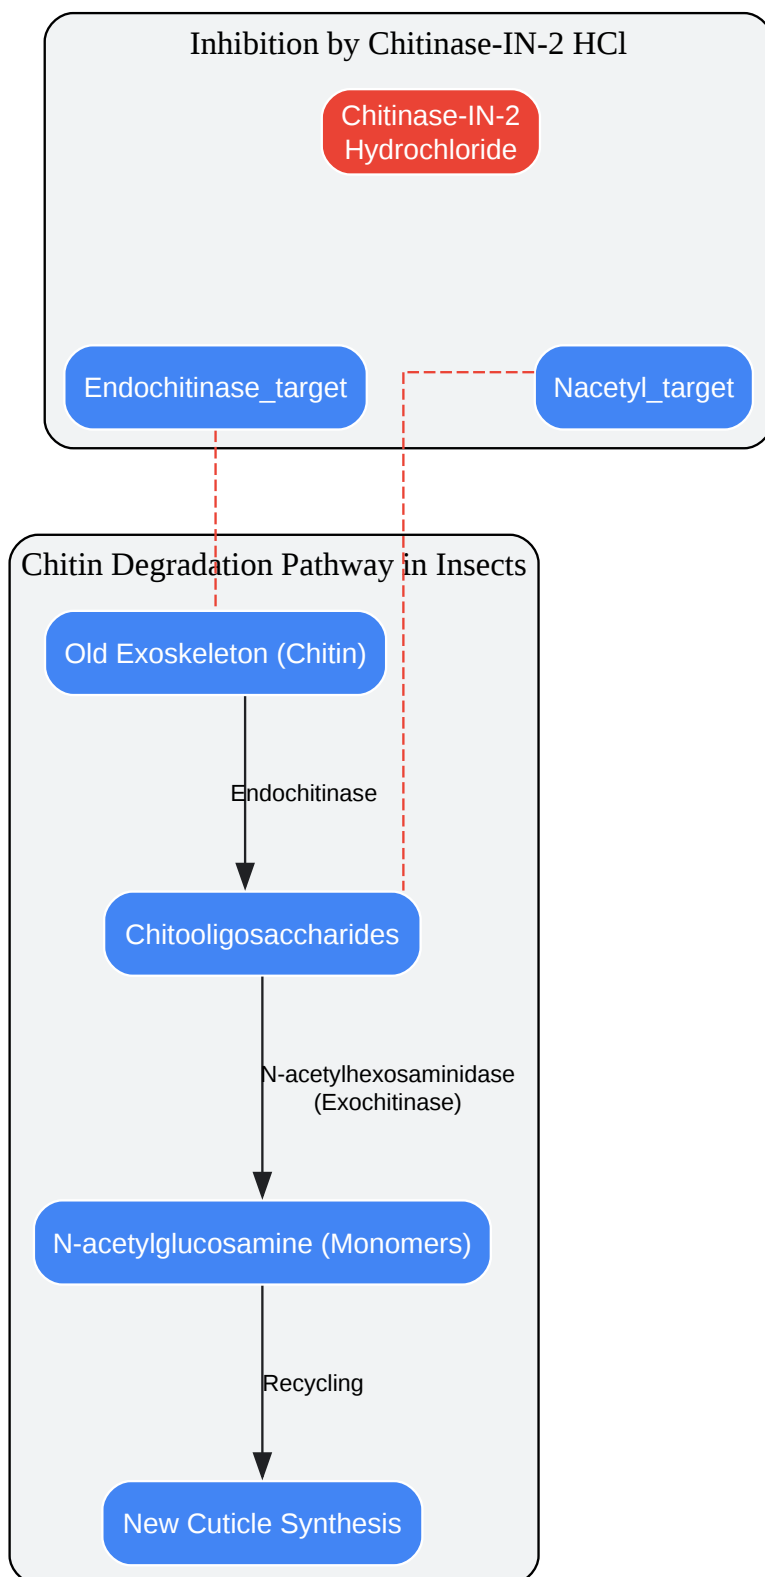 Inhibition by Chitinase-IN-2 HCl
Chitinase-IN-2
Hydrochloride
Endochitinase_target
Nacetyl_target
Chitin Degradation Pathway in Insects
Old Exoskeleton (Chitin)
Endochitinase
Chitooligosaccharides
N-acetylhexosaminidase
(Exochitinase)
N-acetylglucosamine (Monomers)
Recycling
New Cuticle Synthesis